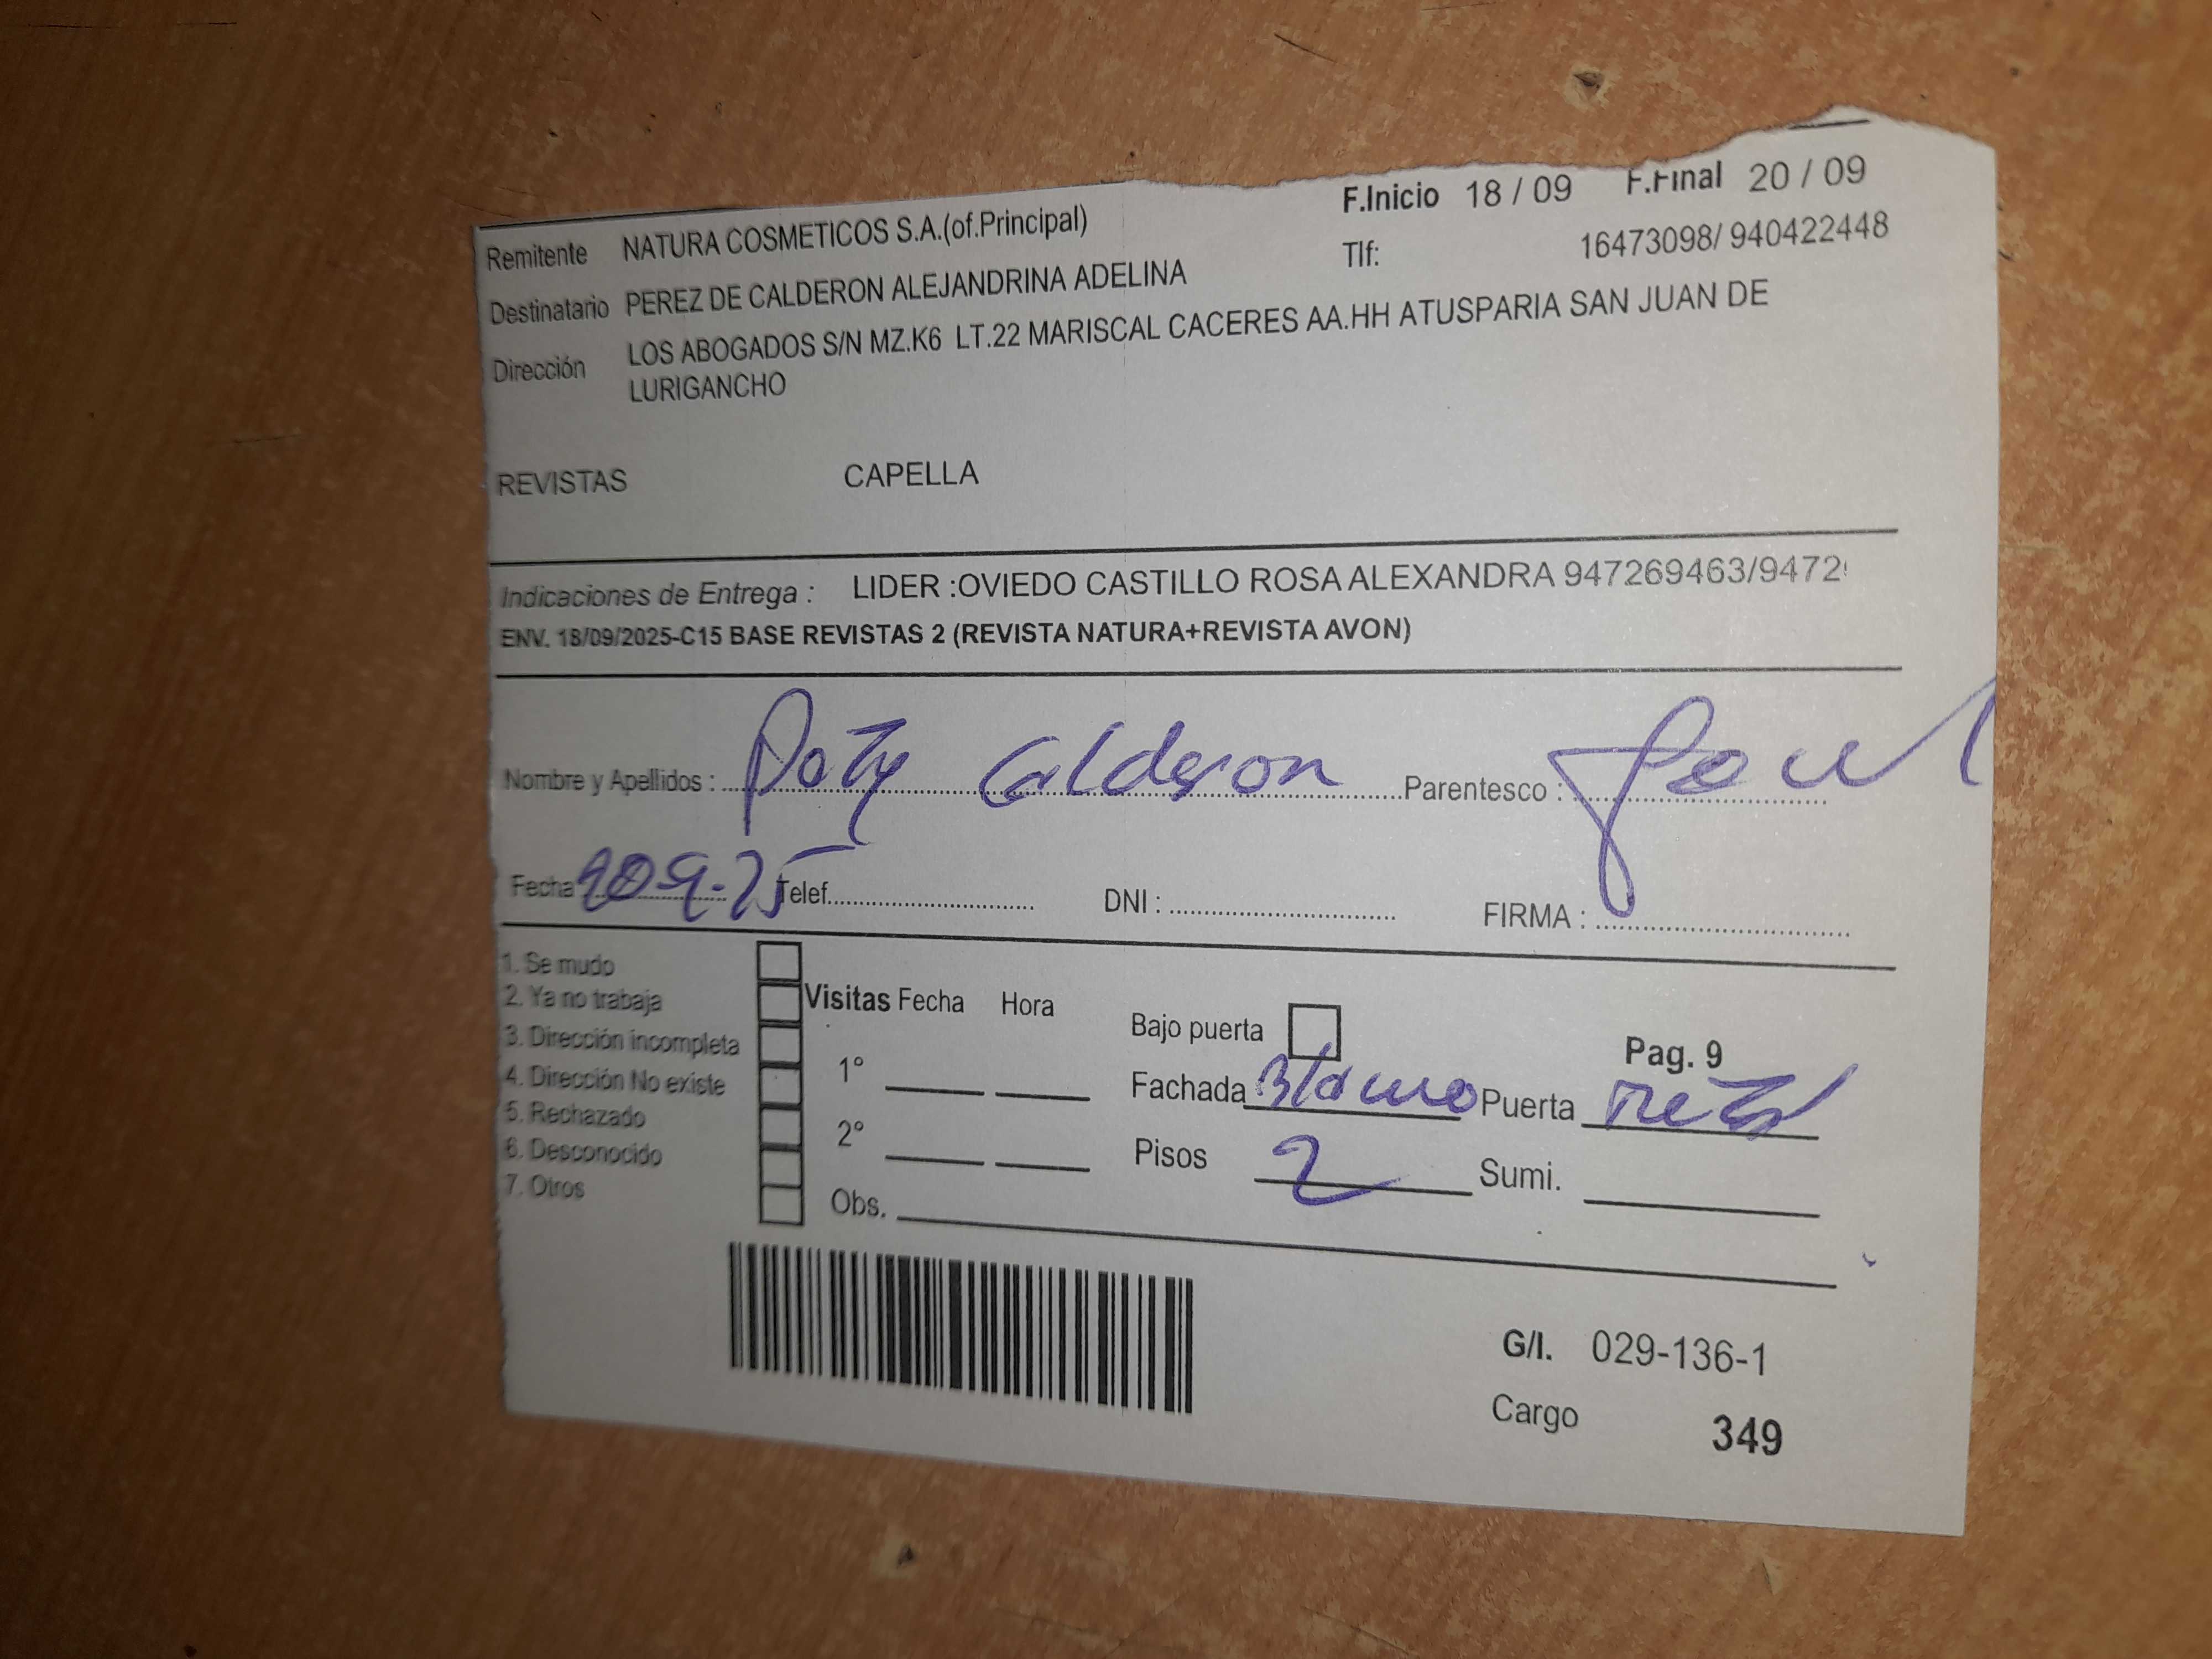 F.Inicio 18 / 09 F.Final 20 / 09
Remitente NATURA COSMETICOS S.A.(of.Principal) Tlf: 16473098/ 940422448
Destinatario PEREZ DE CALDERON ALEJANDRINA ADELINA
Dirección LOS ABOGADOS S/N MZ.K6 LT.22 MARISCAL CACERES AA.HH ATUSPARIA SAN JUAN DE
LURIGANCHO
REVISTAS CAPELLA
Indicaciones de Entrega : LIDER :OVIEDO CASTILLO ROSA ALEXANDRA 947269463/9472
ENV. 18/09/2025-C15 BASE REVISTAS 2 (REVISTA NATURA+REVISTA AVON)
Nombre y Apellidos : Paty Calderon Parentesco :
Fecha Telef. DNI : FIRMA :
1. Se mudo
2. Ya no trabaja Visitas Fecha Hora Bajo puerta
3. Dirección incompleta Pag. 9
4. Dirección No existe 1° Fachada Blanco Puerta Metal
5. Rechazado
6. Desconocido 2° Pisos 2 Sumi.
7. Otros Obs.
G/I. 029-136-1
Cargo 349